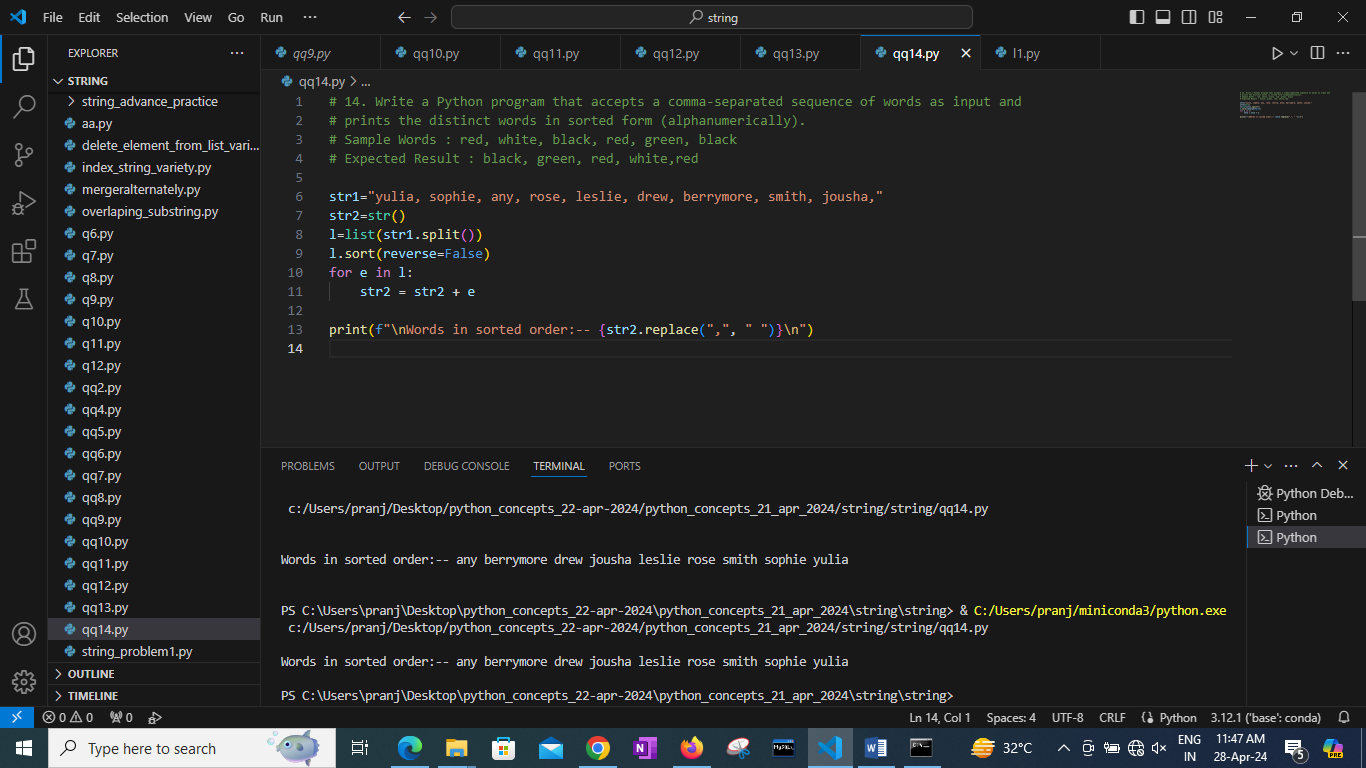 File Edit Selection View Go Run ··· string
EXPLORER ···
STRING
string_advance_practice
aa.py
delete_element_from_list_vari...
index_string_variety.py
mergeralternately.py
overlaping_substring.py
q6.py
q7.py
q8.py
q9.py
q10.py
q11.py
q12.py
qq2.py
qq4.py
qq5.py
qq6.py
qq7.py
qq8.py
qq9.py
qq10.py
qq11.py
qq12.py
qq13.py
qq14.py
string_problem1.py
OUTLINE
TIMELINE
qq9.py qq10.py qq11.py qq12.py qq13.py qq14.py l1.py
qq14.py > ...
1 # 14. Write a Python program that accepts a comma-separated sequence of words as input and
2 # prints the distinct words in sorted form (alphanumerically).
3 # Sample Words : red, white, black, red, green, black
4 # Expected Result : black, green, red, white,red
5
6 str1="yulia, sophie, any, rose, leslie, drew, berrymore, smith, jousha,"
7 str2=str()
8 l=list(str1.split())
9 l.sort(reverse=False)
10 for e in l:
11 str2 = str2 + e
12
13 print(f"\nWords in sorted order:-- {str2.replace(",", " ")}\n")
14
PROBLEMS OUTPUT DEBUG CONSOLE TERMINAL PORTS
c:/Users/pranj/Desktop/python_concepts_22-apr-2024/python_concepts_21_apr_2024/string/string/qq14.py
Words in sorted order:-- any berrymore drew jousha leslie rose smith sophie yulia
PS C:\Users\pranj\Desktop\python_concepts_22-apr-2024\python_concepts_21_apr_2024\string\string> & C:/Users/pranj/miniconda3/python.exe
c:/Users/pranj/Desktop/python_concepts_22-apr-2024/python_concepts_21_apr_2024/string/string/qq14.py
Words in sorted order:-- any berrymore drew jousha leslie rose smith sophie yulia
PS C:\Users\pranj\Desktop\python_concepts_22-apr-2024\python_concepts_21_apr_2024\string\string>
Python Deb...
Python
Python
0 0 0 Ln 14, Col 1 Spaces: 4 UTF-8 CRLF Python 3.12.1 ('base': conda)
Type here to search 32°C ENG IN 11:47 AM 28-Apr-24 5 PRE